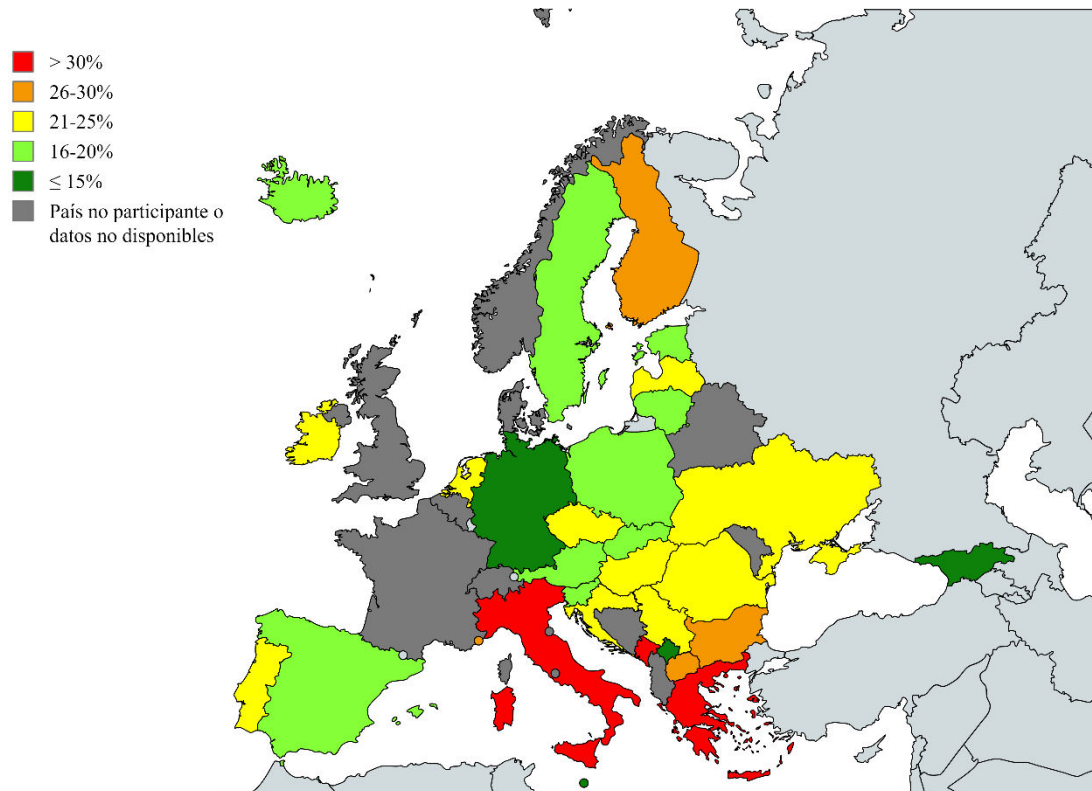 > 30%
26-30%
21-25%
16-20%
≤ 15%
País no participante o
datos no disponibles